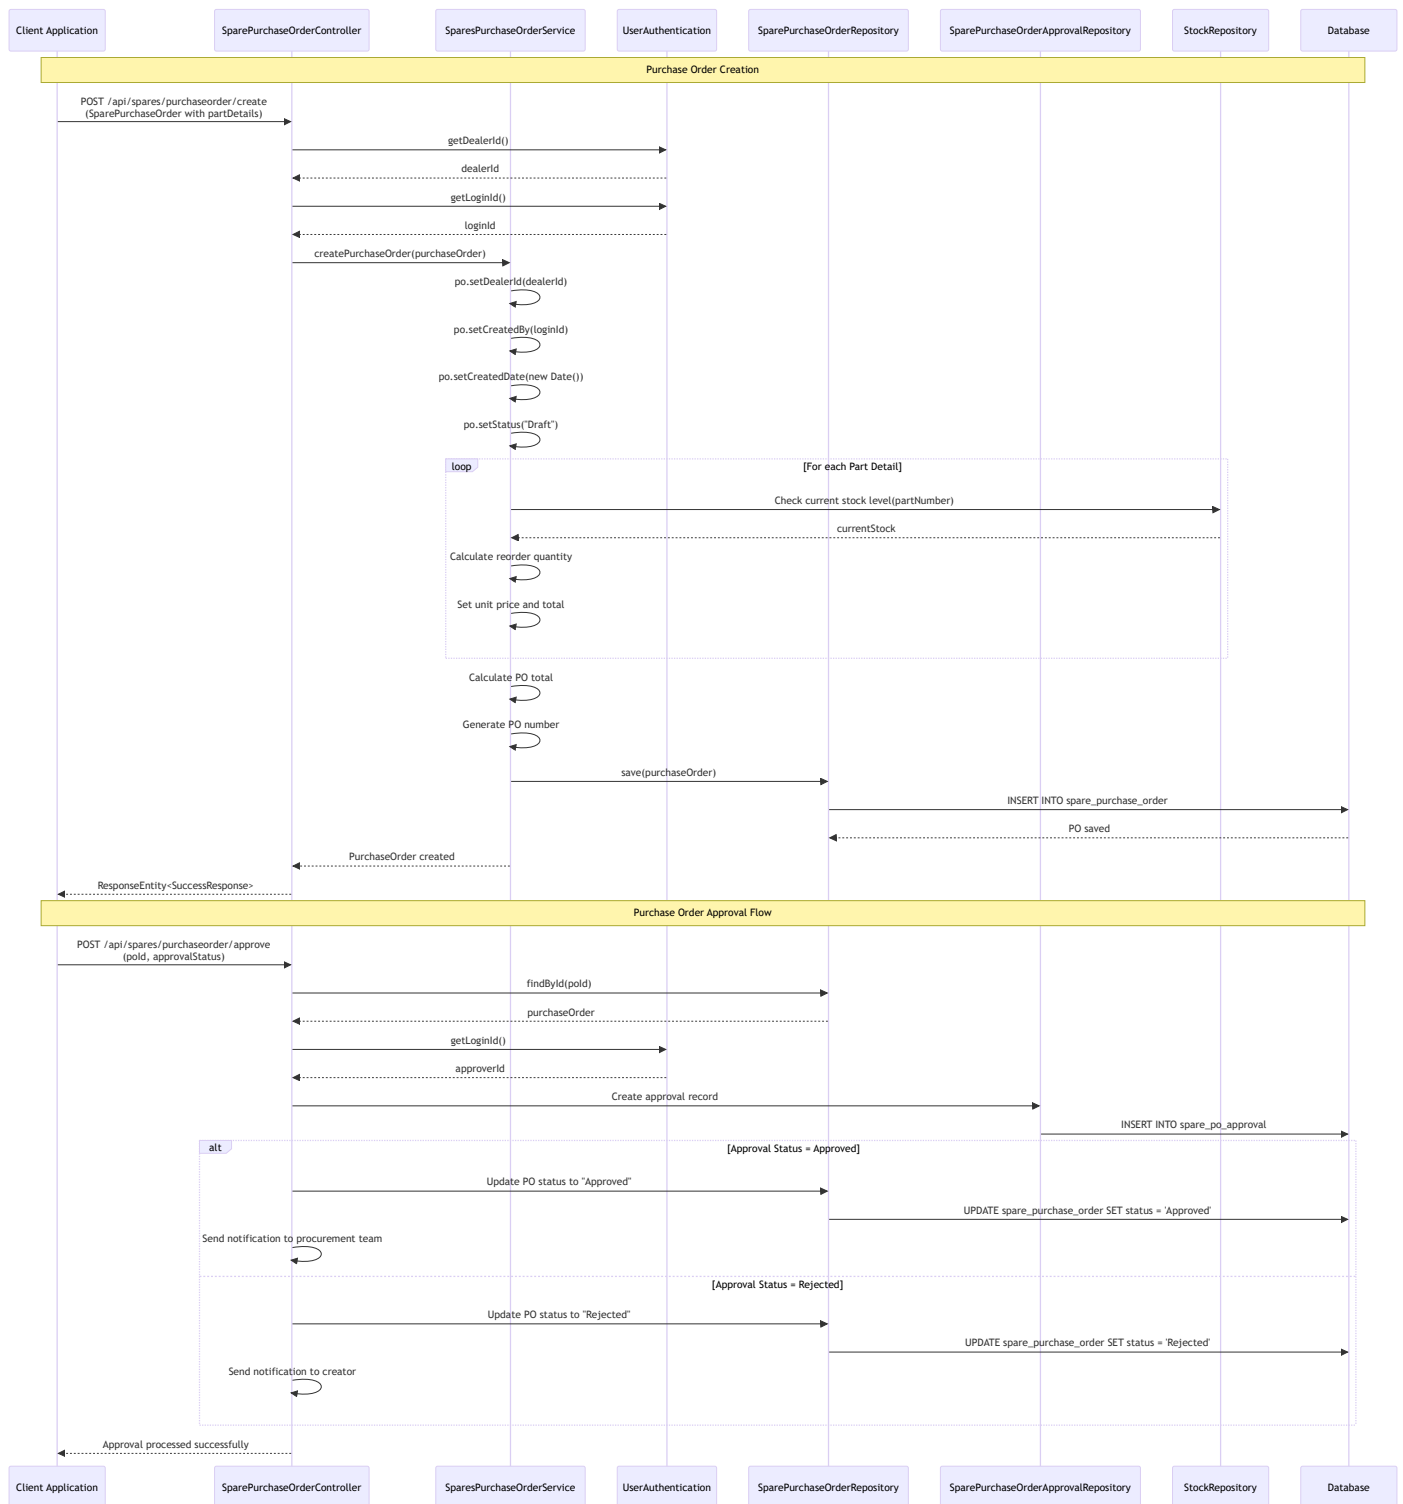 Client Application
SparePurchaseOrderController
SparesPurchaseOrderService
UserAuthentication
SparePurchaseOrderRepository
SparePurchaseOrderApprovalRepository
StockRepository
Database
Purchase Order Creation
POST /api/spares/purchaseorder/create
(SparePurchaseOrder with partDetails)
getDealerId()
dealerId
getLoginId()
loginId
createPurchaseOrder(purchaseOrder)
po.setDealerId(dealerId)
po.setCreatedBy(loginId)
po.setCreatedDate(new Date())
po.setStatus("Draft")
loop
[For each Part Detail]
Check current stock level(partNumber)
currentStock
Calculate reorder quantity
Set unit price and total
Calculate PO total
Generate PO number
save(purchaseOrder)
INSERT INTO spare_purchase_order
PO saved
PurchaseOrder created
ResponseEntity<SuccessResponse>
Purchase Order Approval Flow
POST /api/spares/purchaseorder/approve
(poId, approvalStatus)
findById(poId)
purchaseOrder
getLoginId()
approverId
Create approval record
INSERT INTO spare_po_approval
alt
[Approval Status = Approved]
Update PO status to "Approved"
UPDATE spare_purchase_order SET status = 'Approved'
Send notification to procurement team
[Approval Status = Rejected]
Update PO status to "Rejected"
UPDATE spare_purchase_order SET status = 'Rejected'
Send notification to creator
Approval processed successfully
Client Application
SparePurchaseOrderController
SparesPurchaseOrderService
UserAuthentication
SparePurchaseOrderRepository
SparePurchaseOrderApprovalRepository
StockRepository
Database